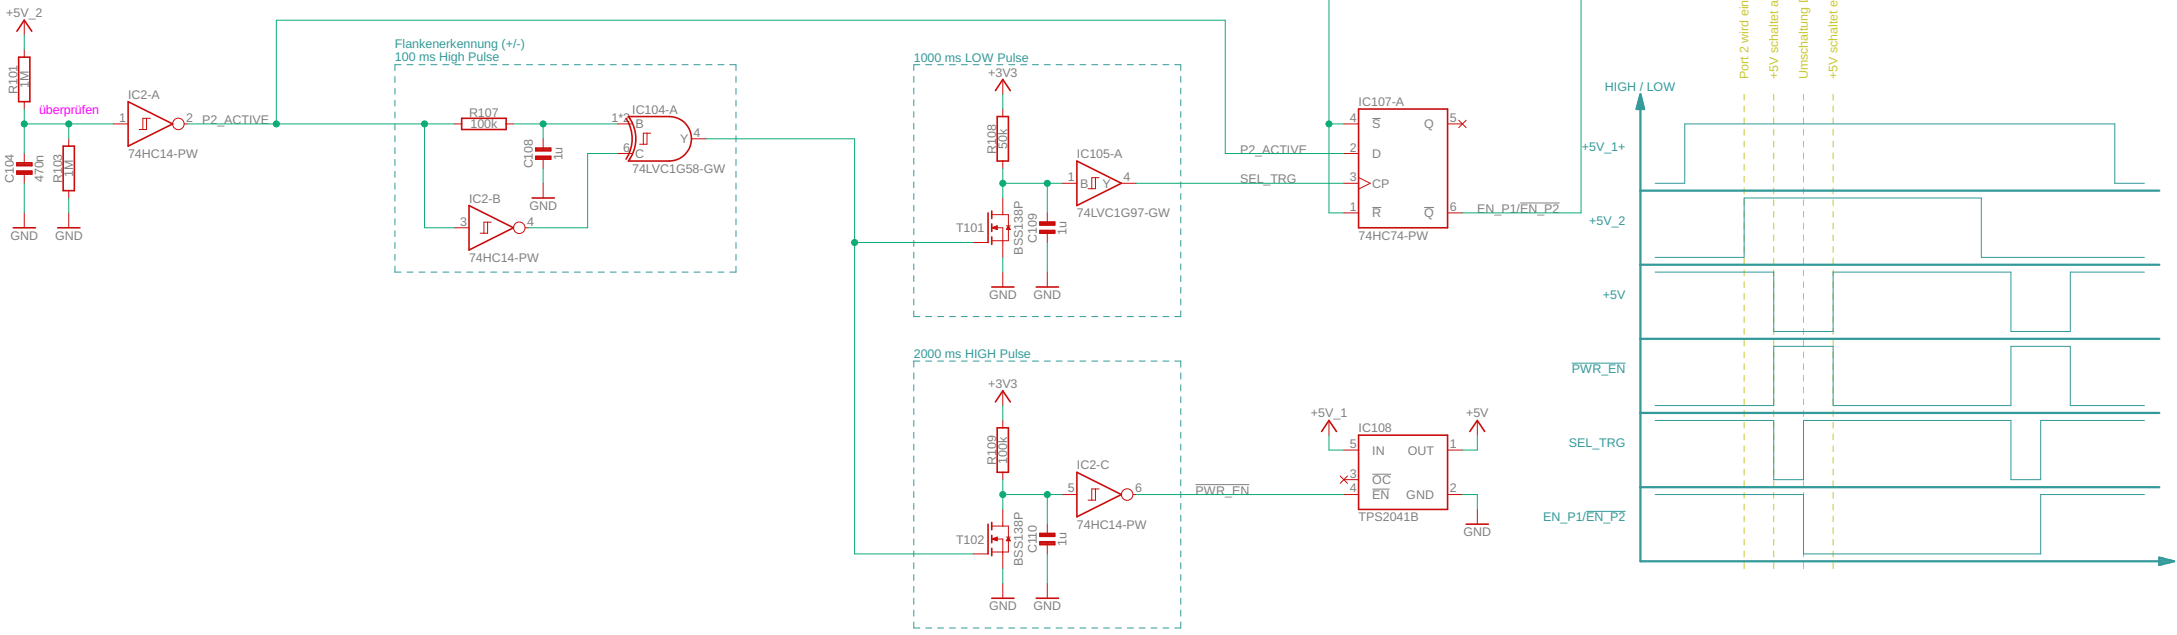 +5V_2
R101
1M
überprüfen
C104
470n
R103
1M
GND
GND
IC2-A
1
2
74HC14-PW
P2_ACTIVE
Flankenerkennung (+/-)
100 ms High Pulse
R107
100k
C108
1u
GND
IC104-A
1*2
B
6
C
Y
4
74LVC1G58-GW
IC2-B
3
4
74HC14-PW
1000 ms LOW Pulse
+3V3
R108
50k
IC105-A
1
B
Y
4
74LVC1G97-GW
T101
BSS138P
C109
1u
GND
GND
2000 ms HIGH Pulse
+3V3
R109
100k
IC2-C
5
6
74HC14-PW
T102
BSS138P
C110
1u
GND
GND
P2_ACTIVE
SEL_TRG
IC107-A
4
S
Q
5
2
D
3
CP
1
R
Q
6
74HC74-PW
EN_P1/EN_P2
PWR_EN
+5V_1
+5V
IC108
5
IN
OUT
1
3
OC
4
EN
GND
2
TPS2041B
GND
Port 2 wird ein
+5V schaltet a
Umschaltung
+5V schaltet e
HIGH / LOW
+5V_1+
+5V_2
+5V
PWR_EN
SEL_TRG
EN_P1/EN_P2